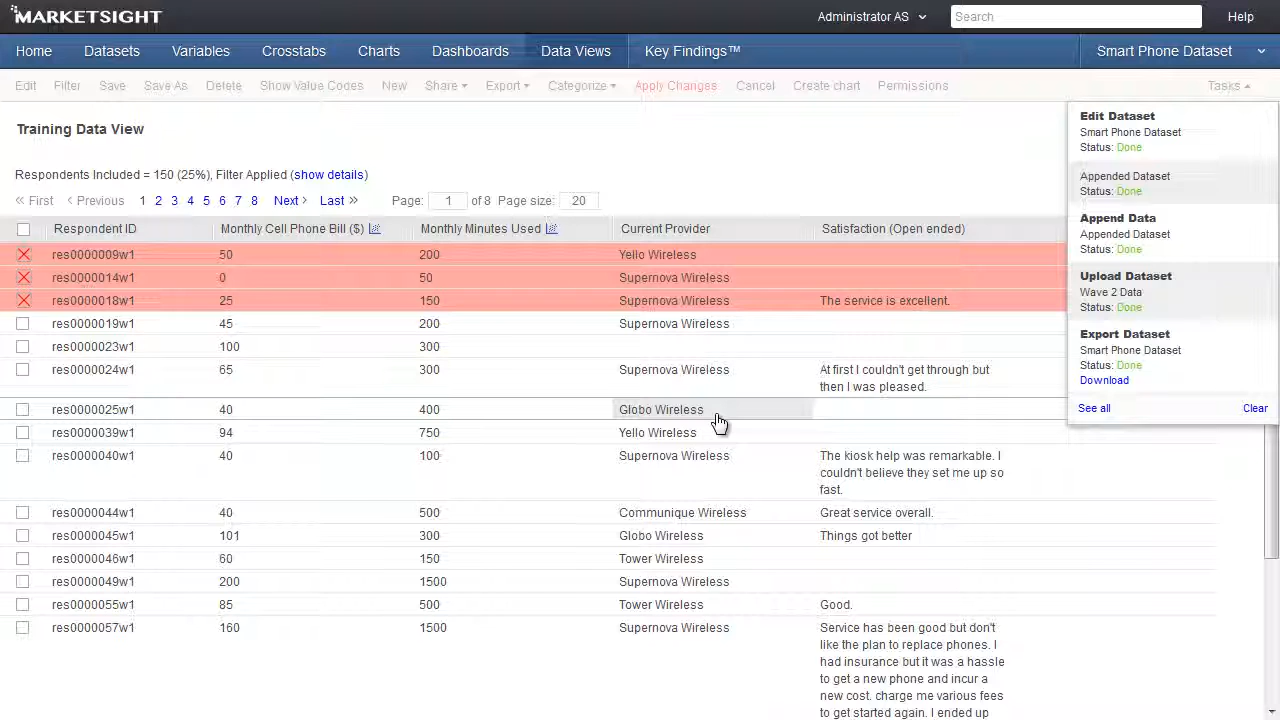 MARKETSIGHT Administrator AS Search Help
Home Datasets Variables Crosstabs Charts Dashboards Data Views Key Findings™ Smart Phone Dataset
Edit Filter Save Save As Delete Show Value Codes New Share Export Categorize Apply Changes Cancel Create chart Permissions Tasks
Training Data View
Respondents Included = 150 (25%), Filter Applied (show details)
« First ‹ Previous 1 2 3 4 5 6 7 8 Next › Last » Page: 1 of 8 Page size: 20
Respondent ID Monthly Cell Phone Bill ($) Monthly Minutes Used Current Provider Satisfaction (Open ended)
res0000009w1 50 200 Yello Wireless
res0000014w1 0 50 Supernova Wireless
res0000018w1 25 150 Supernova Wireless The service is excellent.
res0000019w1 45 200 Supernova Wireless
res0000023w1 100 300
res0000024w1 65 300 Supernova Wireless At first I couldn't get through but
then I was pleased.
res0000025w1 40 400 Globo Wireless
res0000039w1 94 750 Yello Wireless
res0000040w1 40 100 Supernova Wireless The kiosk help was remarkable. I
couldn't believe they set me up so
fast.
res0000044w1 40 500 Communique Wireless Great service overall.
res0000045w1 101 300 Globo Wireless Things got better
res0000046w1 60 150 Tower Wireless
res0000049w1 200 1500 Supernova Wireless
res0000055w1 85 500 Tower Wireless Good.
res0000057w1 160 1500 Supernova Wireless Service has been good but don't
like the plan to replace phones. I
had insurance but it was a hassle
to get a new phone and incur a
new cost. charge me various fees
to get started again. I ended up
Edit Dataset
Smart Phone Dataset
Status: Done
Appended Dataset
Status: Done
Append Data
Appended Dataset
Status: Done
Upload Dataset
Wave 2 Data
Status: Done
Export Dataset
Smart Phone Dataset
Status: Done
Download
See all Clear